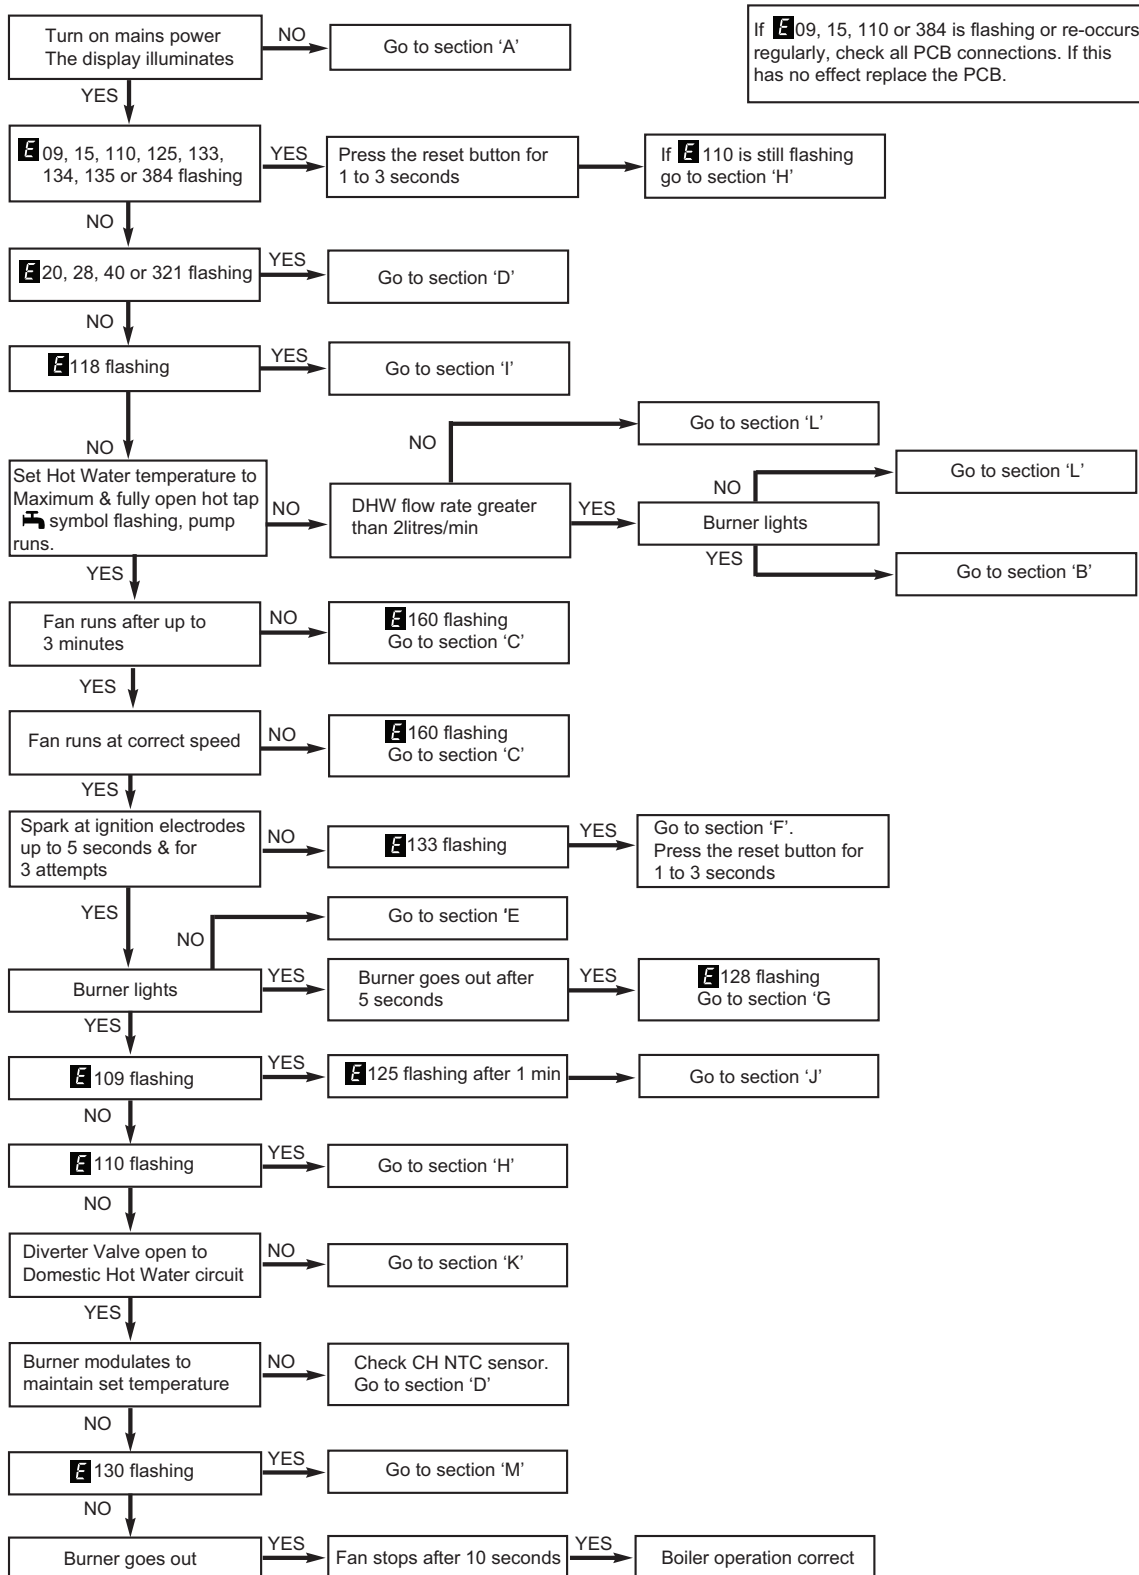 Turn on mains power
The display illuminates
NO
Go to section ‘A’
If E 09, 15, 110 or 384 is flashing or re-occurs
regularly, check all PCB connections. If this
has no effect replace the PCB.
YES
E 09, 15, 110, 125, 133,
134, 135 or 384 flashing
YES
Press the reset button for
1 to 3 seconds
If E 110 is still flashing
go to section ‘H’
NO
E 20, 28, 40 or 321 flashing
YES
Go to section ‘D’
NO
E 118 flashing
YES
Go to section ‘I’
NO
Set Hot Water temperature to
Maximum & fully open hot tap
symbol flashing, pump
runs.
NO
DHW flow rate greater
than 2litres/min
NO
Go to section ‘L’
YES
Burner lights
NO
Go to section ‘L’
YES
Go to section ‘B’
YES
Fan runs after up to
3 minutes
NO
E 160 flashing
Go to section ‘C’
YES
Fan runs at correct speed
NO
E 160 flashing
Go to section ‘C’
YES
Spark at ignition electrodes
up to 5 seconds & for
3 attempts
NO
E 133 flashing
YES
Go to section ‘F’.
Press the reset button for
1 to 3 seconds
YES
NO
Go to section 'E
Burner lights
YES
Burner goes out after
5 seconds
YES
E 128 flashing
Go to section ‘G
YES
E 109 flashing
YES
E 125 flashing after 1 min
Go to section ‘J’
NO
E 110 flashing
YES
Go to section ‘H’
NO
Diverter Valve open to
Domestic Hot Water circuit
NO
Go to section ‘K’
YES
Burner modulates to
maintain set temperature
NO
Check CH NTC sensor.
Go to section ‘D’
NO
E 130 flashing
YES
Go to section ‘M’
NO
Burner goes out
YES
Fan stops after 10 seconds
YES
Boiler operation correct